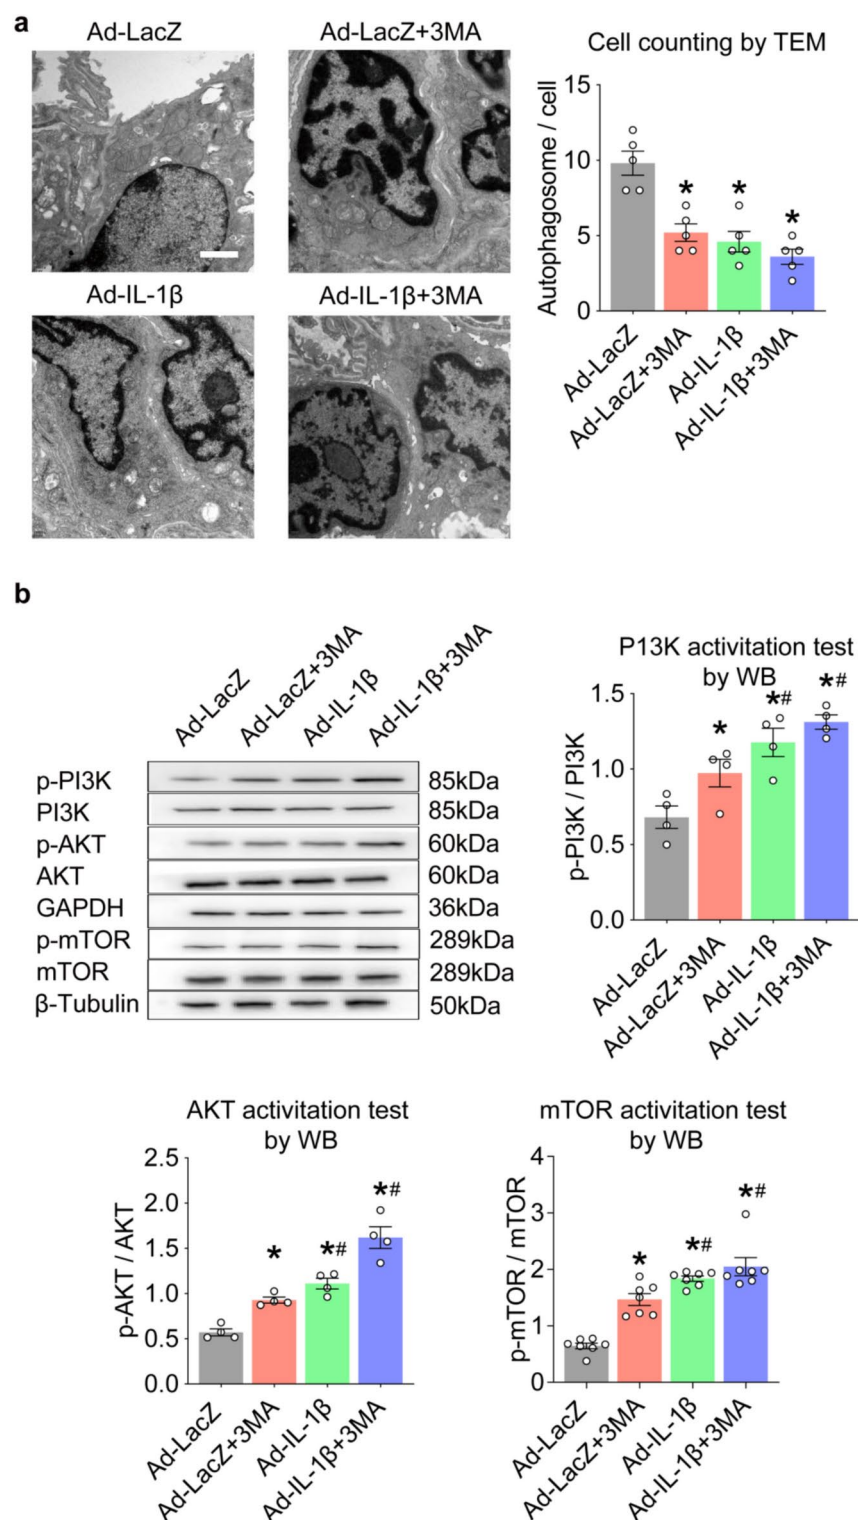 a
Ad-LacZ
Ad-LacZ+3MA
Ad-IL-1β
Ad-IL-1β+3MA
Cell counting by TEM
Autophagosome / cell
15
10
5
0
* * *
Ad-LacZ
Ad-LacZ+3MA
Ad-IL-1β
Ad-IL-1β+3MA
b
Ad-LacZ
Ad-LacZ+3MA
Ad-IL-1β
Ad-IL-1β+3MA
p-PI3K 85kDa
PI3K 85kDa
p-AKT 60kDa
AKT 60kDa
GAPDH 36kDa
p-mTOR 289kDa
mTOR 289kDa
β-Tubulin 50kDa
P13K activitation test
by WB
p-PI3K / PI3K
1.5
1.0
0.5
0.0
* *# *#
Ad-LacZ
Ad-LacZ+3MA
Ad-IL-1β
Ad-IL-1β+3MA
AKT activitation test
by WB
p-AKT / AKT
2.5
2.0
1.5
1.0
0.5
0.0
* *# *#
Ad-LacZ
Ad-LacZ+3MA
Ad-IL-1β
Ad-IL-1β+3MA
mTOR activitation test
by WB
p-mTOR / mTOR
4
3
2
1
0
* *# *#
Ad-LacZ
Ad-LacZ+3MA
Ad-IL-1β
Ad-IL-1β+3MA